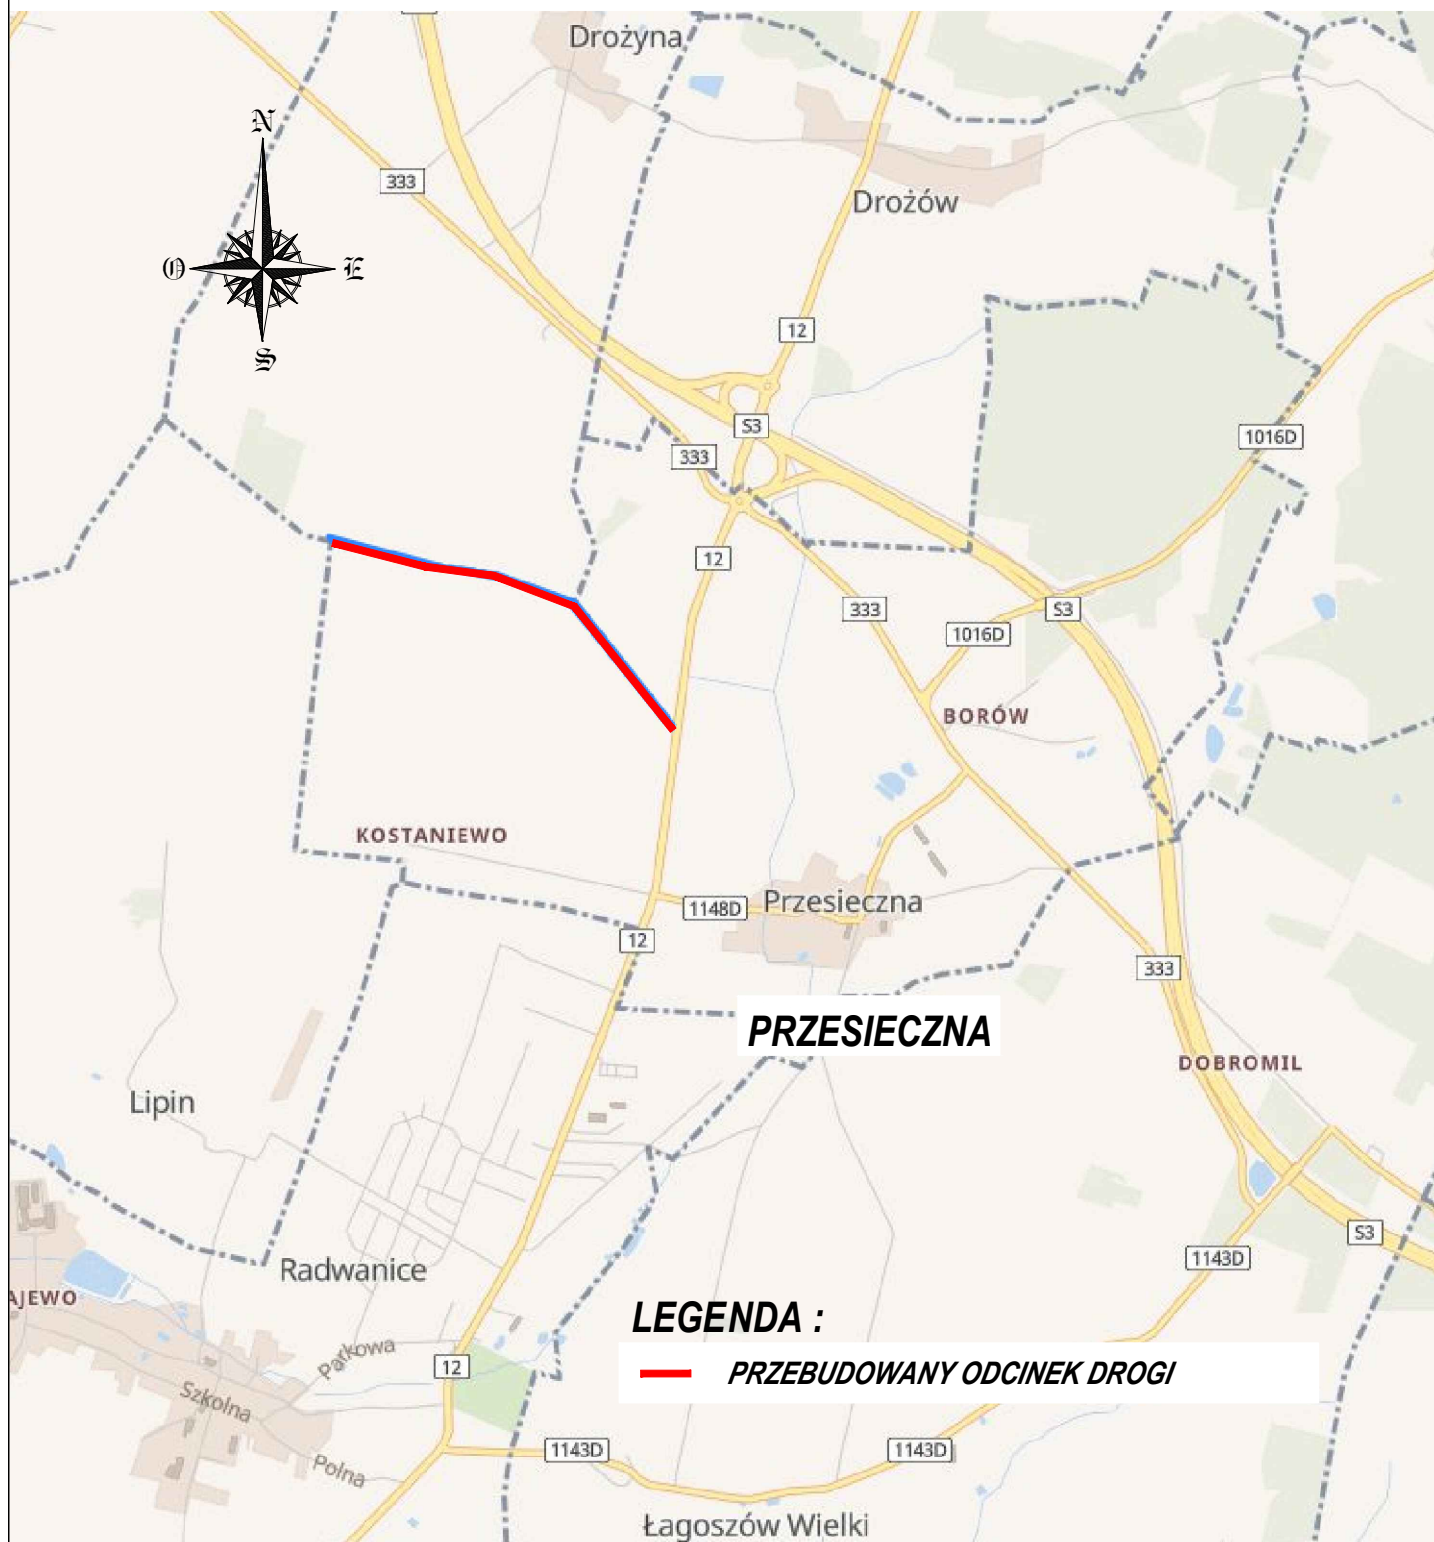 Drożyna
N
333
Drożów
O
E
12
S
S3
1016D
333
12
333
S3
1016D
BORÓW
KOSTANIEWO
Przesieczna
1148D
12
333
PRZESIECZNA
DOBROMIL
Lipin
S3
1143D
Radwanice
AJEWO
LEGENDA :
Parkowa
12
PRZEBUDOWANY ODCINEK DROGI
Szkolna
1143D
1143D
Polna
Łagoszów Wielki